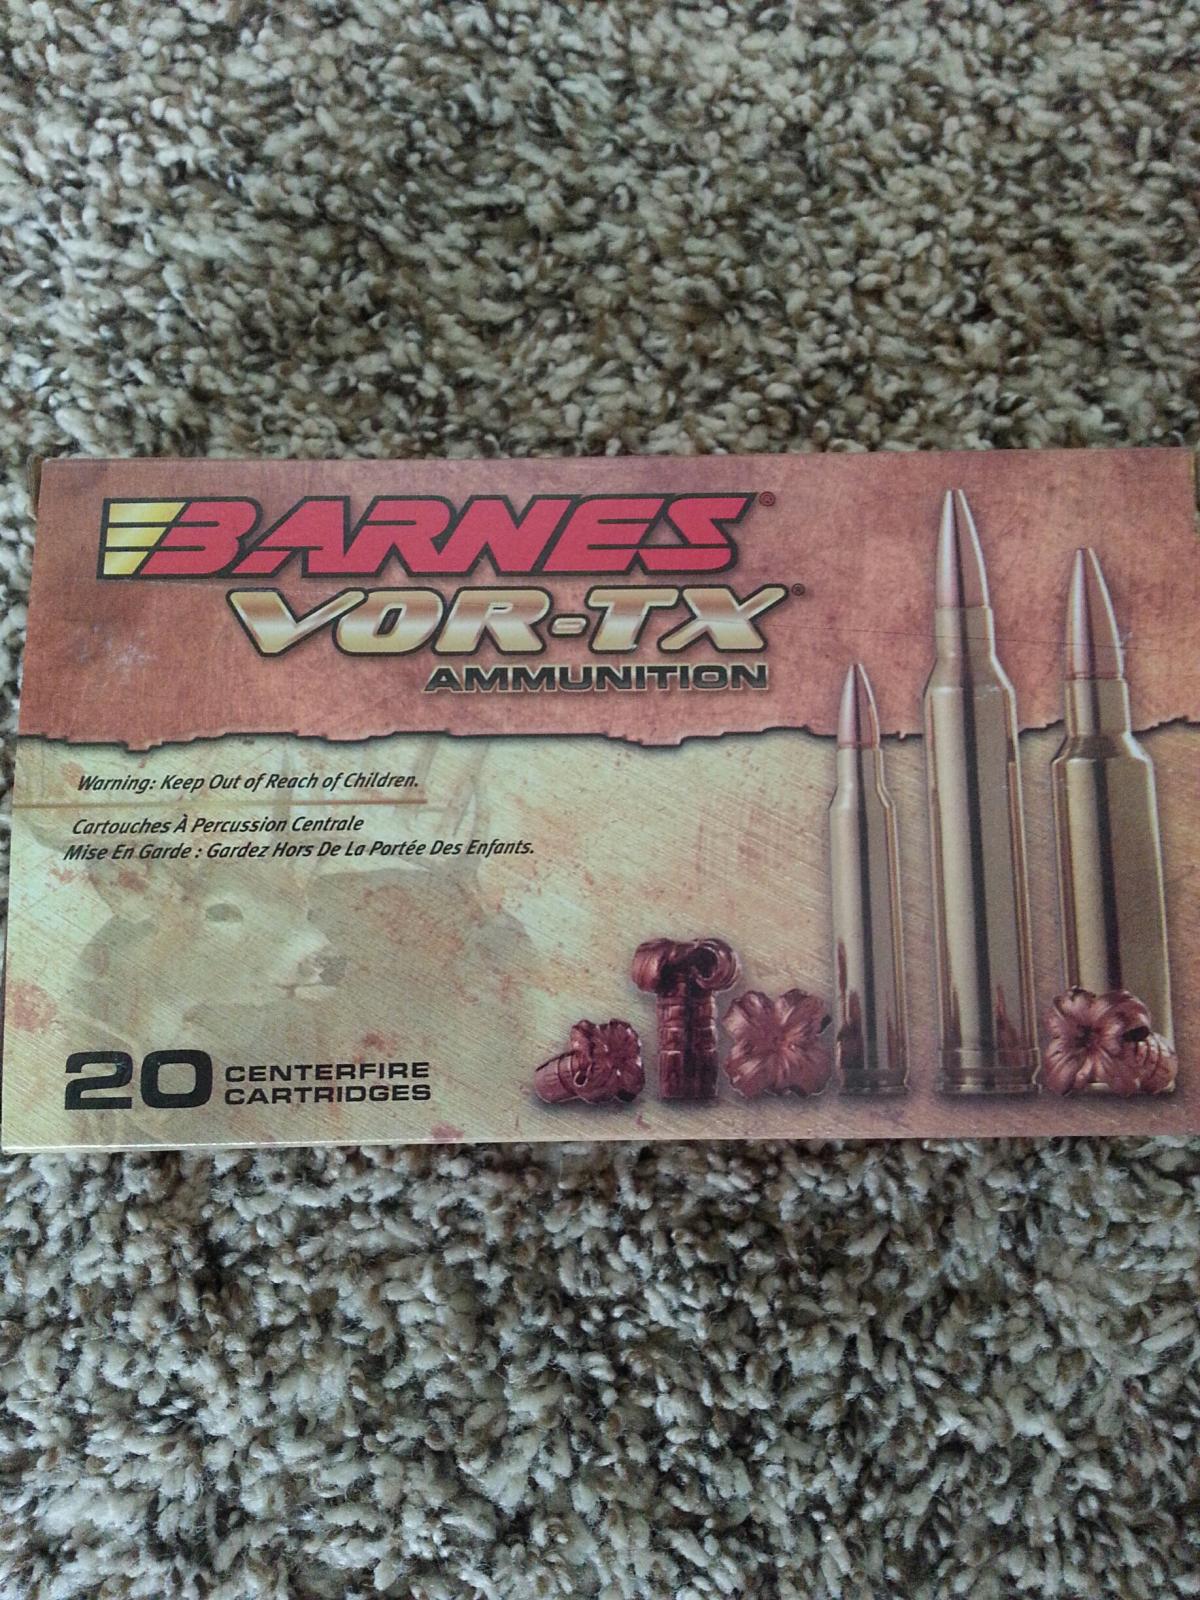 BARNES®
VOR-TX®
AMMUNITION
Warning: Keep Out of Reach of Children.
Cartouches À Percussion Centrale
Mise En Garde : Gardez Hors De La Portée Des Enfants.
20 CENTERFIRE
CARTRIDGES